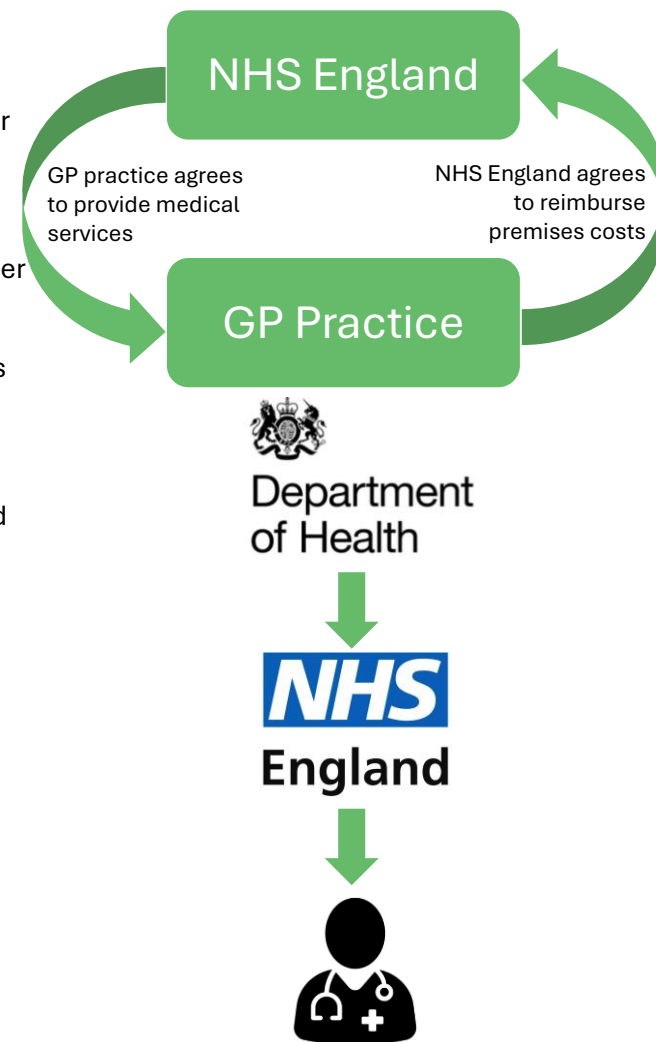 NHS England
GP practice agrees
to provide medical
services
NHS England agrees
to reimburse
premises costs
GP Practice
Department
of Health
NHS
England